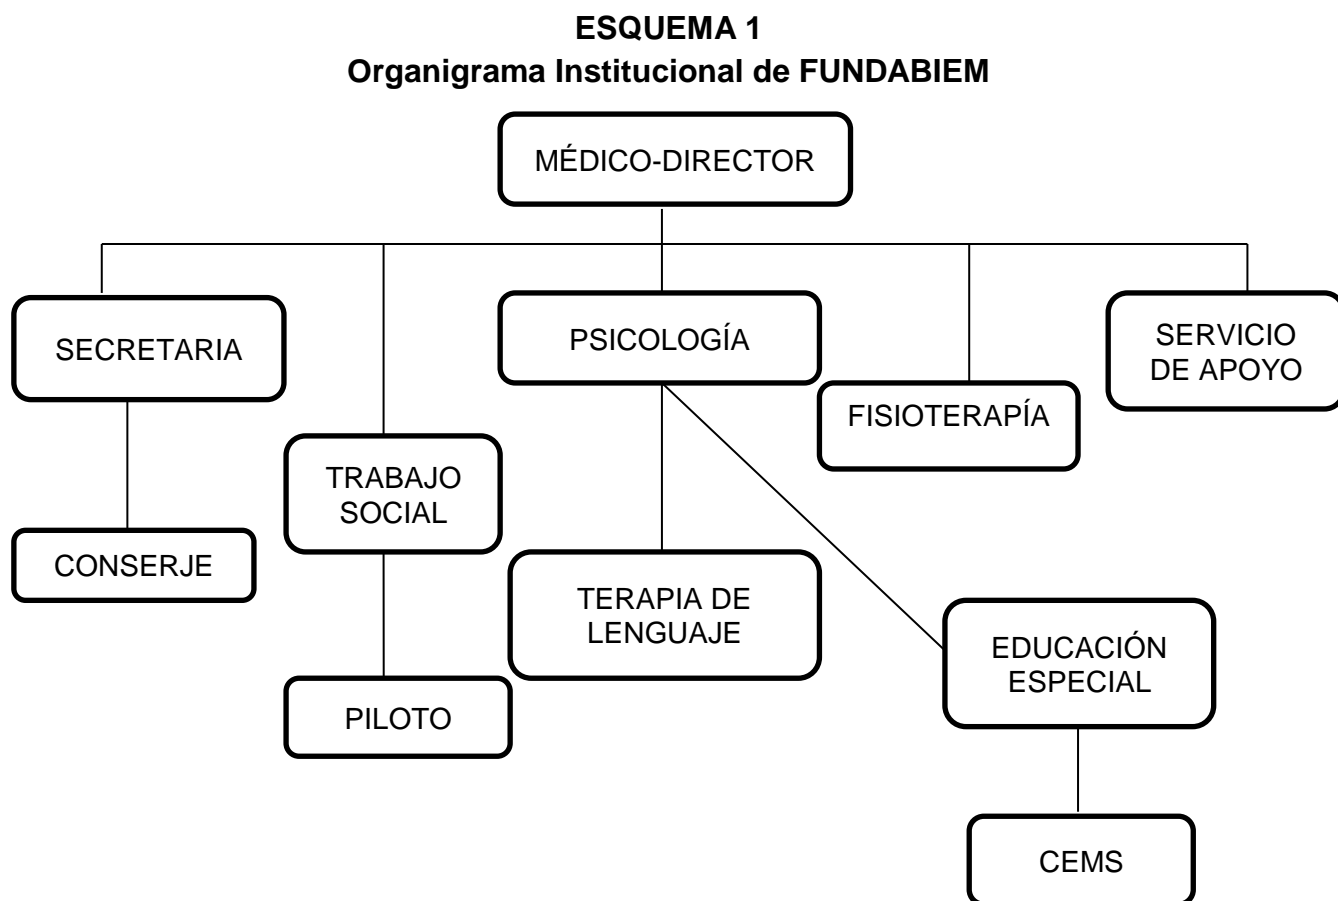 ESQUEMA 1
Organigrama Institucional de FUNDABIEM
MÉDICO-DIRECTOR
SECRETARIA
PSICOLOGÍA
SERVICIO
DE APOYO
FISIOTERAPÍA
TRABAJO
SOCIAL
CONSERJE
TERAPIA DE
LENGUAJE
EDUCACIÓN
ESPECIAL
PILOTO
CEMS